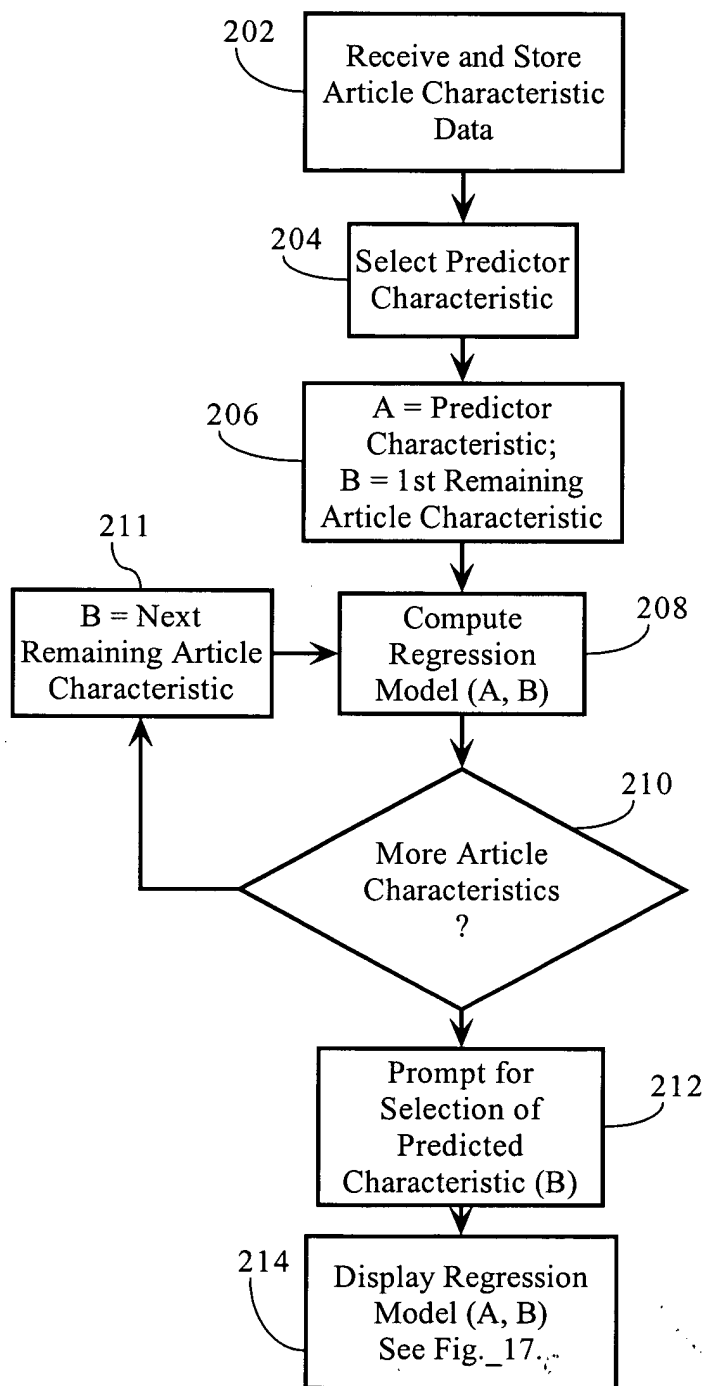 202
Receive and Store
Article Characteristic
Data
204
Select Predictor
Characteristic
206
A = Predictor
Characteristic;
B = 1st Remaining
Article Characteristic
211
B = Next
Remaining Article
Characteristic
Compute
Regression
Model (A, B)
208
210
More Article
Characteristics
?
Prompt for
Selection of
Predicted
Characteristic (B)
212
214
Display Regression
Model (A, B)
See Fig._17.